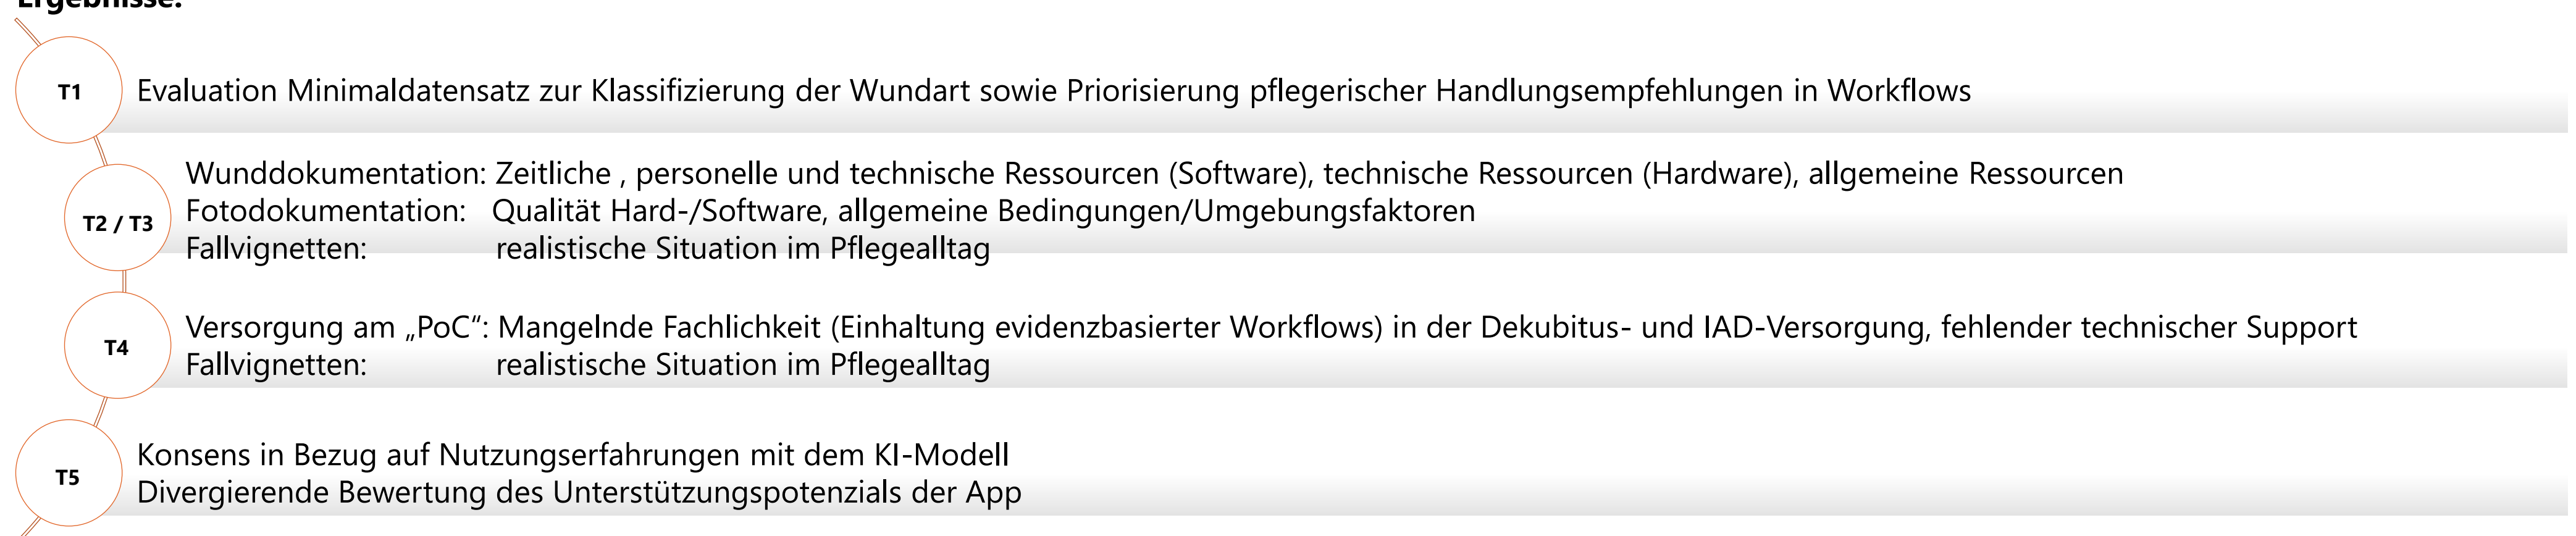 Ergebnisse:
T1
Evaluation Minimaldatensatz zur Klassifizierung der Wundart sowie Priorisierung pflegerischer Handlungsempfehlungen in Workflows
T2 / T3
Wunddokumentation: Zeitliche , personelle und technische Ressourcen (Software), technische Ressourcen (Hardware), allgemeine Ressourcen
Fotodokumentation: Qualität Hard-/Software, allgemeine Bedingungen/Umgebungsfaktoren
Fallvignetten: realistische Situation im Pflegealltag
T4
Versorgung am „PoC“: Mangelnde Fachlichkeit (Einhaltung evidenzbasierter Workflows) in der Dekubitus- und IAD-Versorgung, fehlender technischer Support
Fallvignetten: realistische Situation im Pflegealltag
T5
Konsens in Bezug auf Nutzungserfahrungen mit dem KI-Modell
Divergierende Bewertung des Unterstützungspotenzials der App